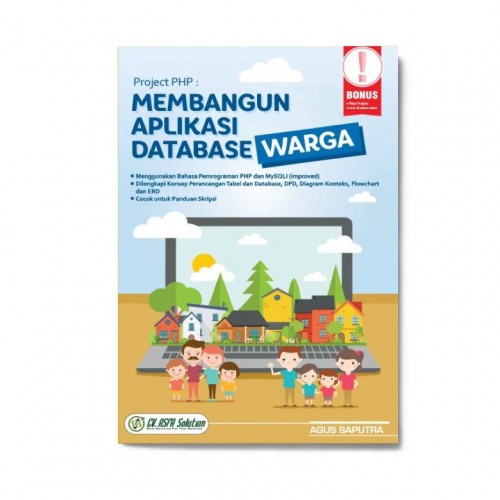 Project PHP :
MEMBANGUN
APLIKASI
DATABASE WARGA
BONUS
• Menggunakan Bahasa Pemrograman PHP dan MySQLi (improved)
• Dilengkapi Konsep Perancangan Tabel dan Database, DFD, Diagram Konteks, Flowchart
dan ERD
• Cocok untuk Panduan Skripsi
CV. ASFA Solution
AGUS SAPUTRA